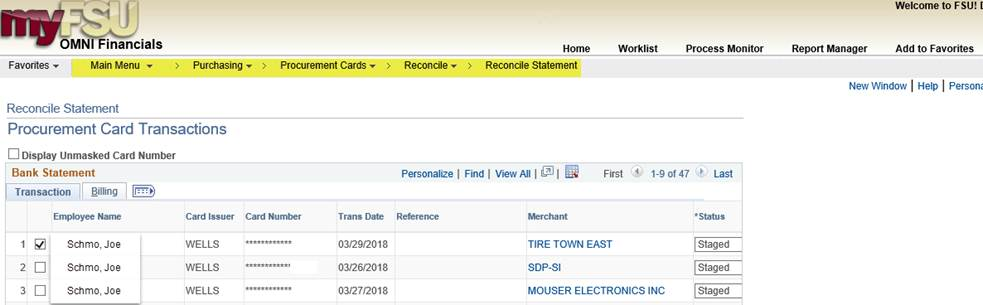 Welcome to FSU! D
myFSU
OMNI Financials
Home Worklist Process Monitor Report Manager Add to Favorites
Favorites Main Menu > Purchasing > Procurement Cards > Reconcile > Reconcile Statement
New Window | Help | Persona
Reconcile Statement
Procurement Card Transactions
Display Unmasked Card Number
Bank Statement Personalize | Find | View All | First 1-9 of 47 Last
Transaction Billing
Employee Name Card Issuer Card Number Trans Date Reference Merchant *Status
1 Schmo, Joe WELLS ************ 03/29/2018 TIRE TOWN EAST Staged
2 Schmo, Joe WELLS ************ 03/26/2018 SDP-SI Staged
3 Schmo, Joe WELLS ************ 03/27/2018 MOUSER ELECTRONICS INC Staged